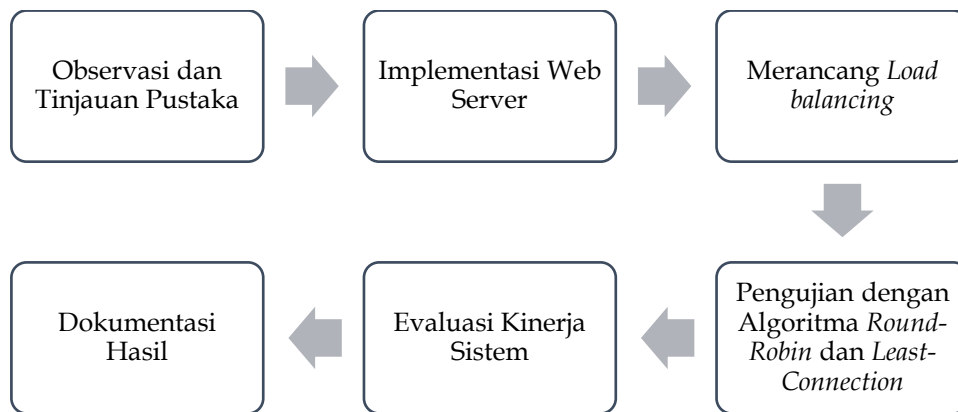 Observasi dan
Tinjauan Pustaka
Implementasi Web
Server
Merancang Load
balancing
Pengujian dengan
Algoritma Round-
Robin dan Least-
Connection
Evaluasi Kinerja
Sistem
Dokumentasi
Hasil